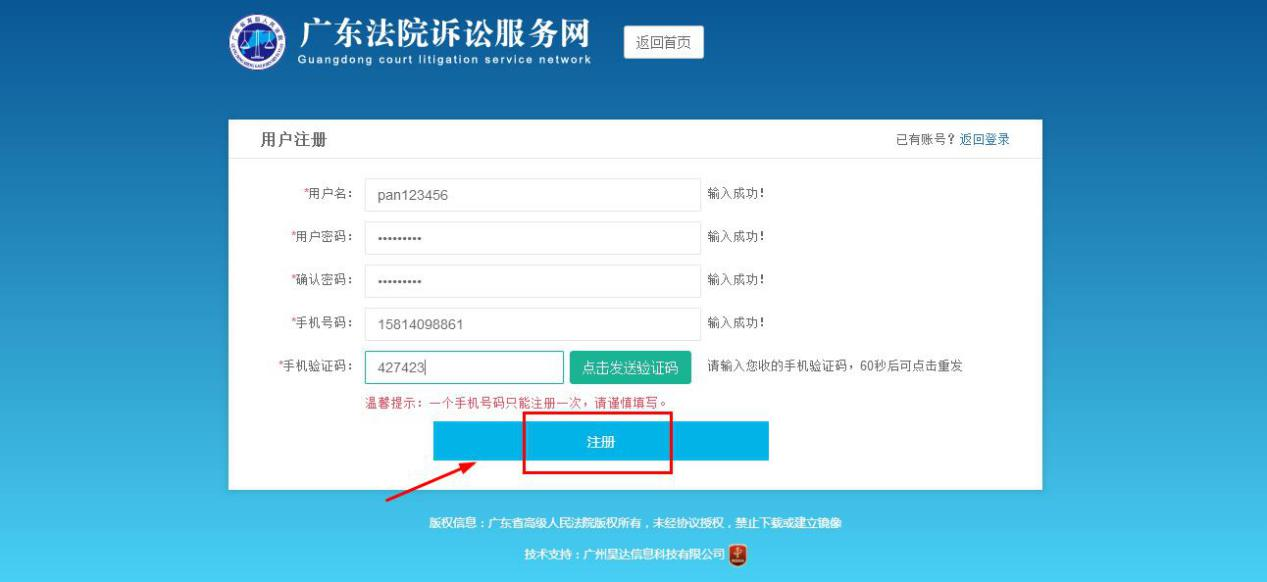 广东法院诉讼服务网
Guangdong court litigation service network
返回首页
用户注册
已有账号？返回登录
*用户名： pan123456 输入成功！
*用户密码： ••••••••• 输入成功！
*确认密码： ••••••••• 输入成功！
*手机号码： 15814098861 输入成功！
*手机验证码： 427423 点击发送验证码 请输入您收的手机验证码，60秒后可点击重发
温馨提示：一个手机号码只能注册一次，请谨慎填写。
注册
版权信息：广东省高级人民法院版权所有，未经协议授权，禁止下载或建立镜像
技术支持：广州昊达信息科技有限公司